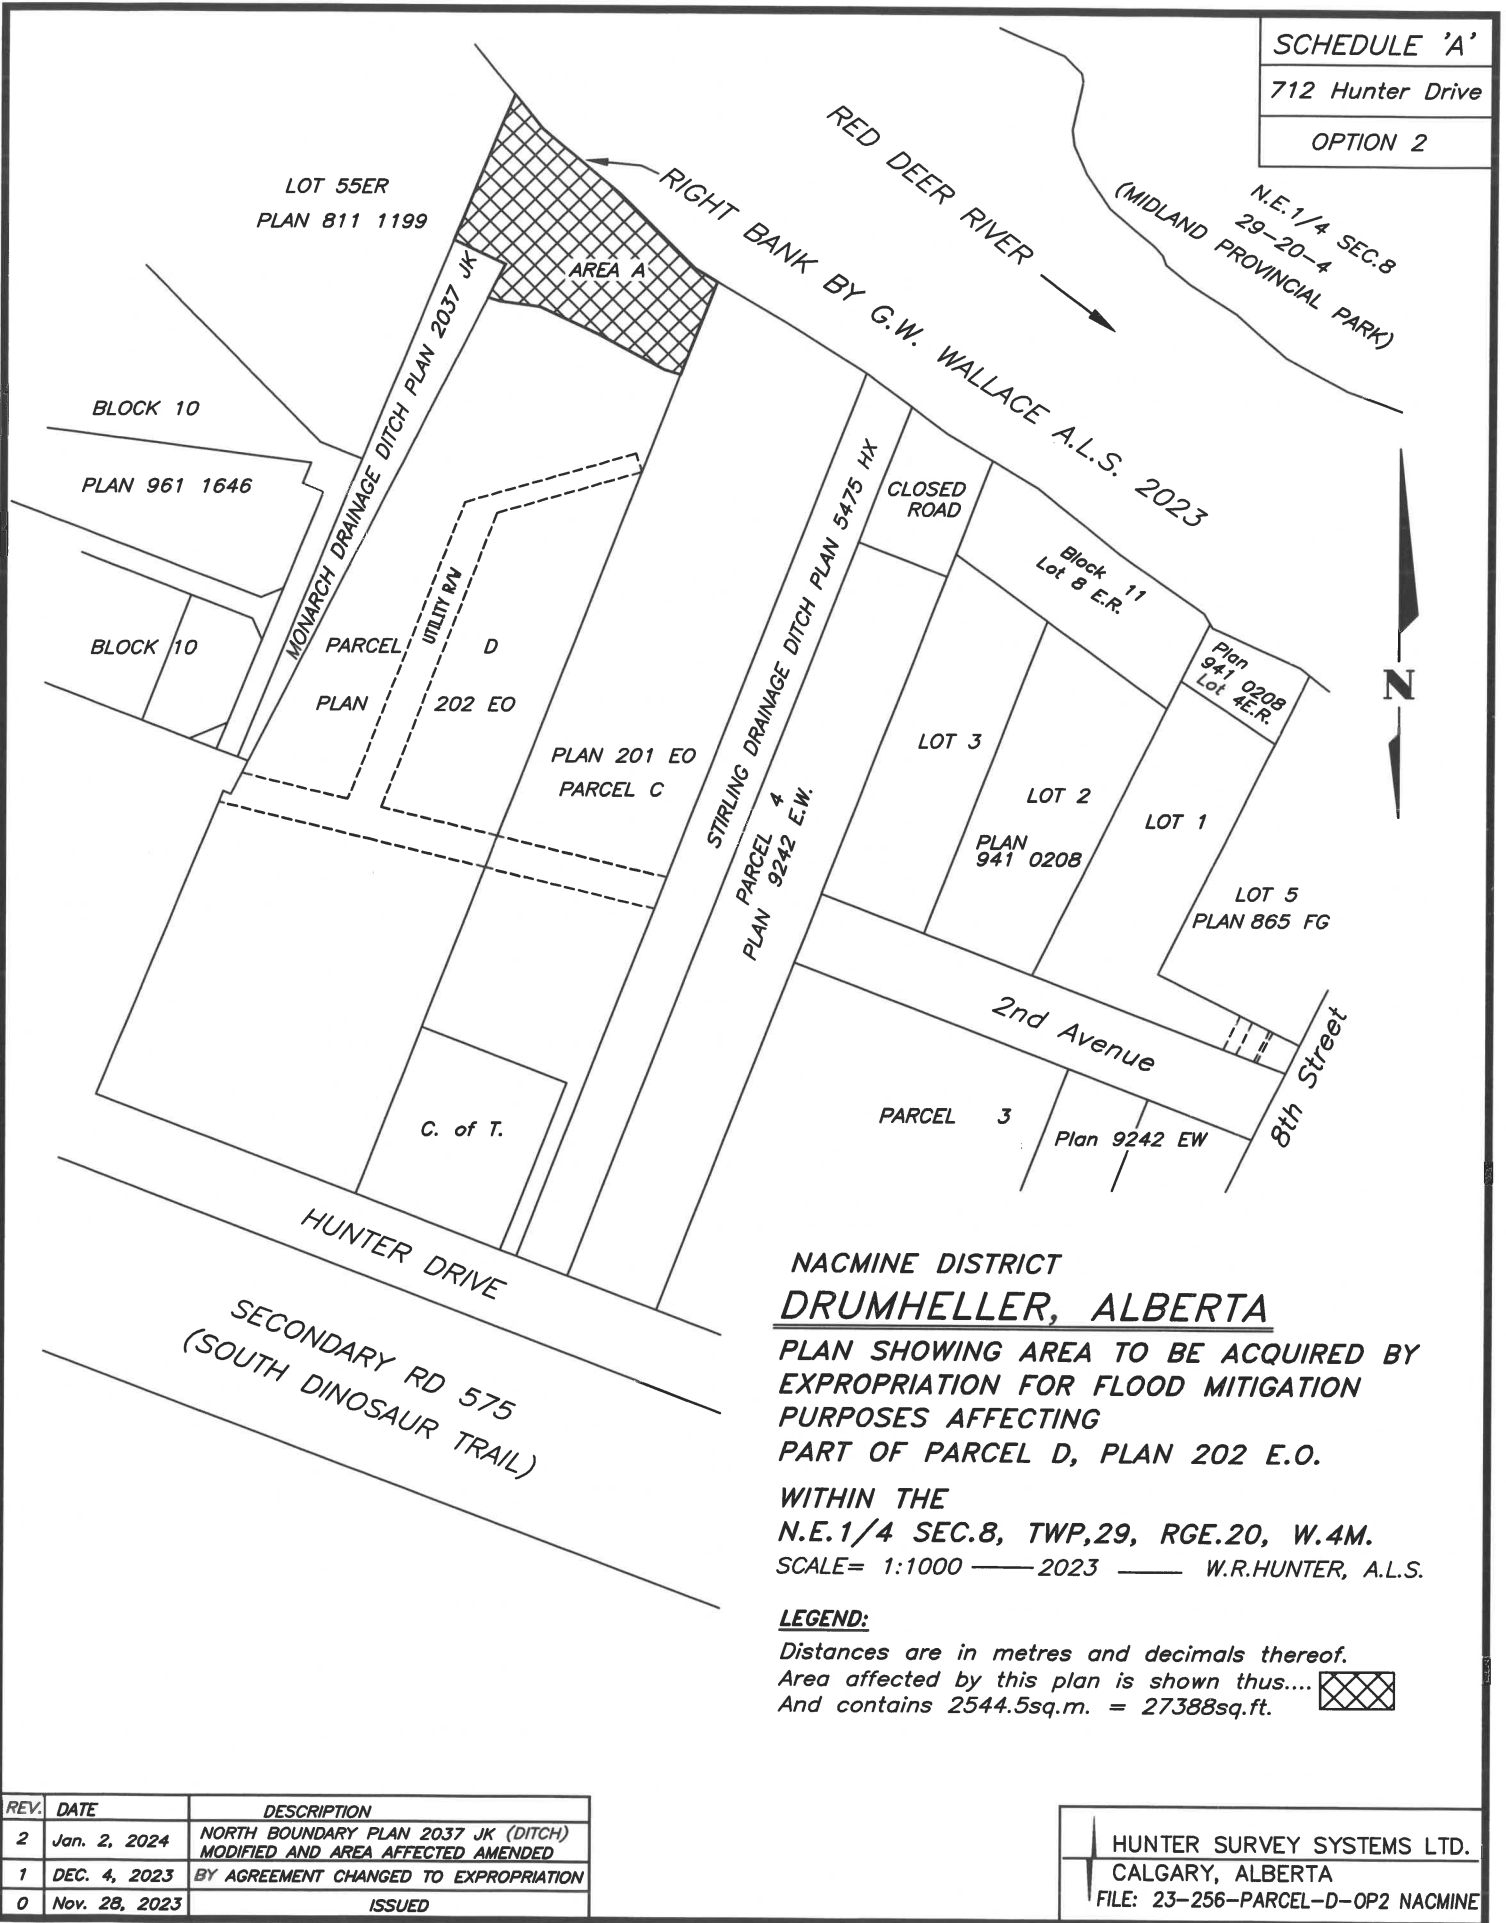 SCHEDULE 'A'
712 Hunter Drive
OPTION 2
RED DEER RIVER
N.E.1/4 SEC.8
29-20-4
(MIDLAND PROVINCIAL PARK)
LOT 55ER
PLAN 811 1199
AREA A
RIGHT BANK BY G.W. WALLACE A.L.S. 2023
MONARCH DRAINAGE DITCH PLAN 2037 JK
BLOCK 10
PLAN 961 1646
BLOCK 10
UTILITY R/W
PARCEL D
PLAN 202 EO
PLAN 201 EO
PARCEL C
STIRLING DRAINAGE DITCH PLAN 5475 HX
PARCEL 4
PLAN 9242 E.W.
CLOSED
ROAD
Block 11
Lot 8 E.R.
Plan
941 0208
Lot 4E.R.
N
LOT 3
LOT 2
PLAN
941 0208
LOT 1
LOT 5
PLAN 865 FG
2nd Avenue
8th Street
PARCEL 3
Plan 9242 EW
C. of T.
HUNTER DRIVE
SECONDARY RD 575
(SOUTH DINOSAUR TRAIL)
NACMINE DISTRICT
DRUMHELLER, ALBERTA
PLAN SHOWING AREA TO BE ACQUIRED BY
EXPROPRIATION FOR FLOOD MITIGATION
PURPOSES AFFECTING
PART OF PARCEL D, PLAN 202 E.O.
WITHIN THE
N.E.1/4 SEC.8, TWP,29, RGE.20, W.4M.
SCALE= 1:1000 —— 2023 —— W.R.HUNTER, A.L.S.
LEGEND:
Distances are in metres and decimals thereof.
Area affected by this plan is shown thus....
And contains 2544.5sq.m. = 27388sq.ft.
REV. DATE DESCRIPTION
2 Jan. 2, 2024 NORTH BOUNDARY PLAN 2037 JK (DITCH)
MODIFIED AND AREA AFFECTED AMENDED
1 DEC. 4, 2023 BY AGREEMENT CHANGED TO EXPROPRIATION
0 Nov. 28, 2023 ISSUED
HUNTER SURVEY SYSTEMS LTD.
CALGARY, ALBERTA
FILE: 23-256-PARCEL-D-OP2 NACMINE